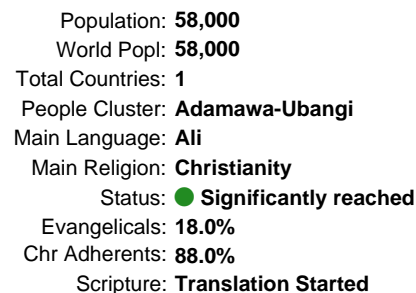 Population: 58,000
World Popl: 58,000
Total Countries: 1
People Cluster: Adamawa-Ubangi
Main Language: Ali
Main Religion: Christianity
Status: Significantly reached
Evangelicals: 18.0%
Chr Adherents: 88.0%
Scripture: Translation Started